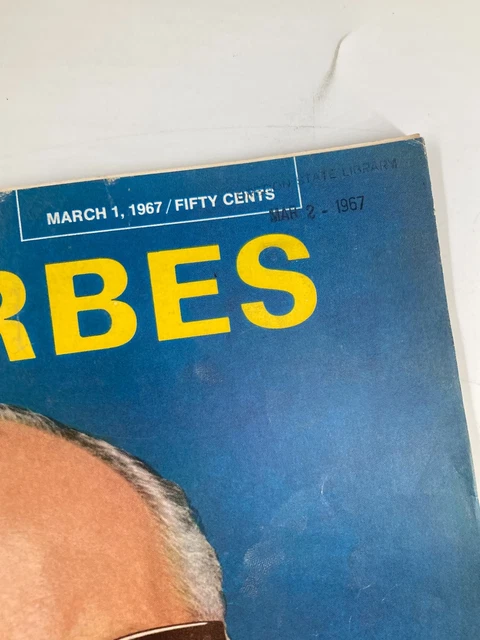 MARCH 1, 1967 / FIFTY CENTS
STATE LIBRARY
MAR 2 - 1967
RBES